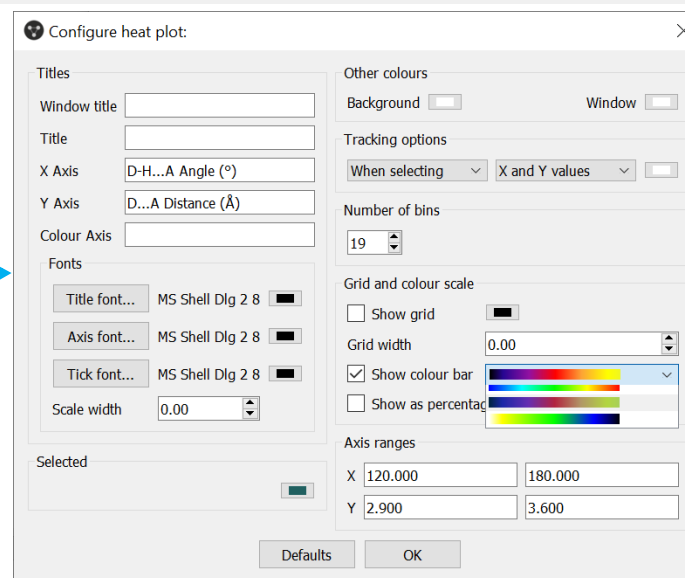 Configure heat plot:
Titles
Window title
Title
X Axis D-H...A Angle (°)
Y Axis D...A Distance (Å)
Colour Axis
Fonts
Title font... MS Shell Dlg 2 8
Axis font... MS Shell Dlg 2 8
Tick font... MS Shell Dlg 2 8
Scale width 0.00
Selected
Other colours
Background Window
Tracking options
When selecting X and Y values
Number of bins
19
Grid and colour scale
Show grid
Grid width 0.00
Show colour bar
Show as percentag
Axis ranges
X 120.000 180.000
Y 2.900 3.600
Defaults OK